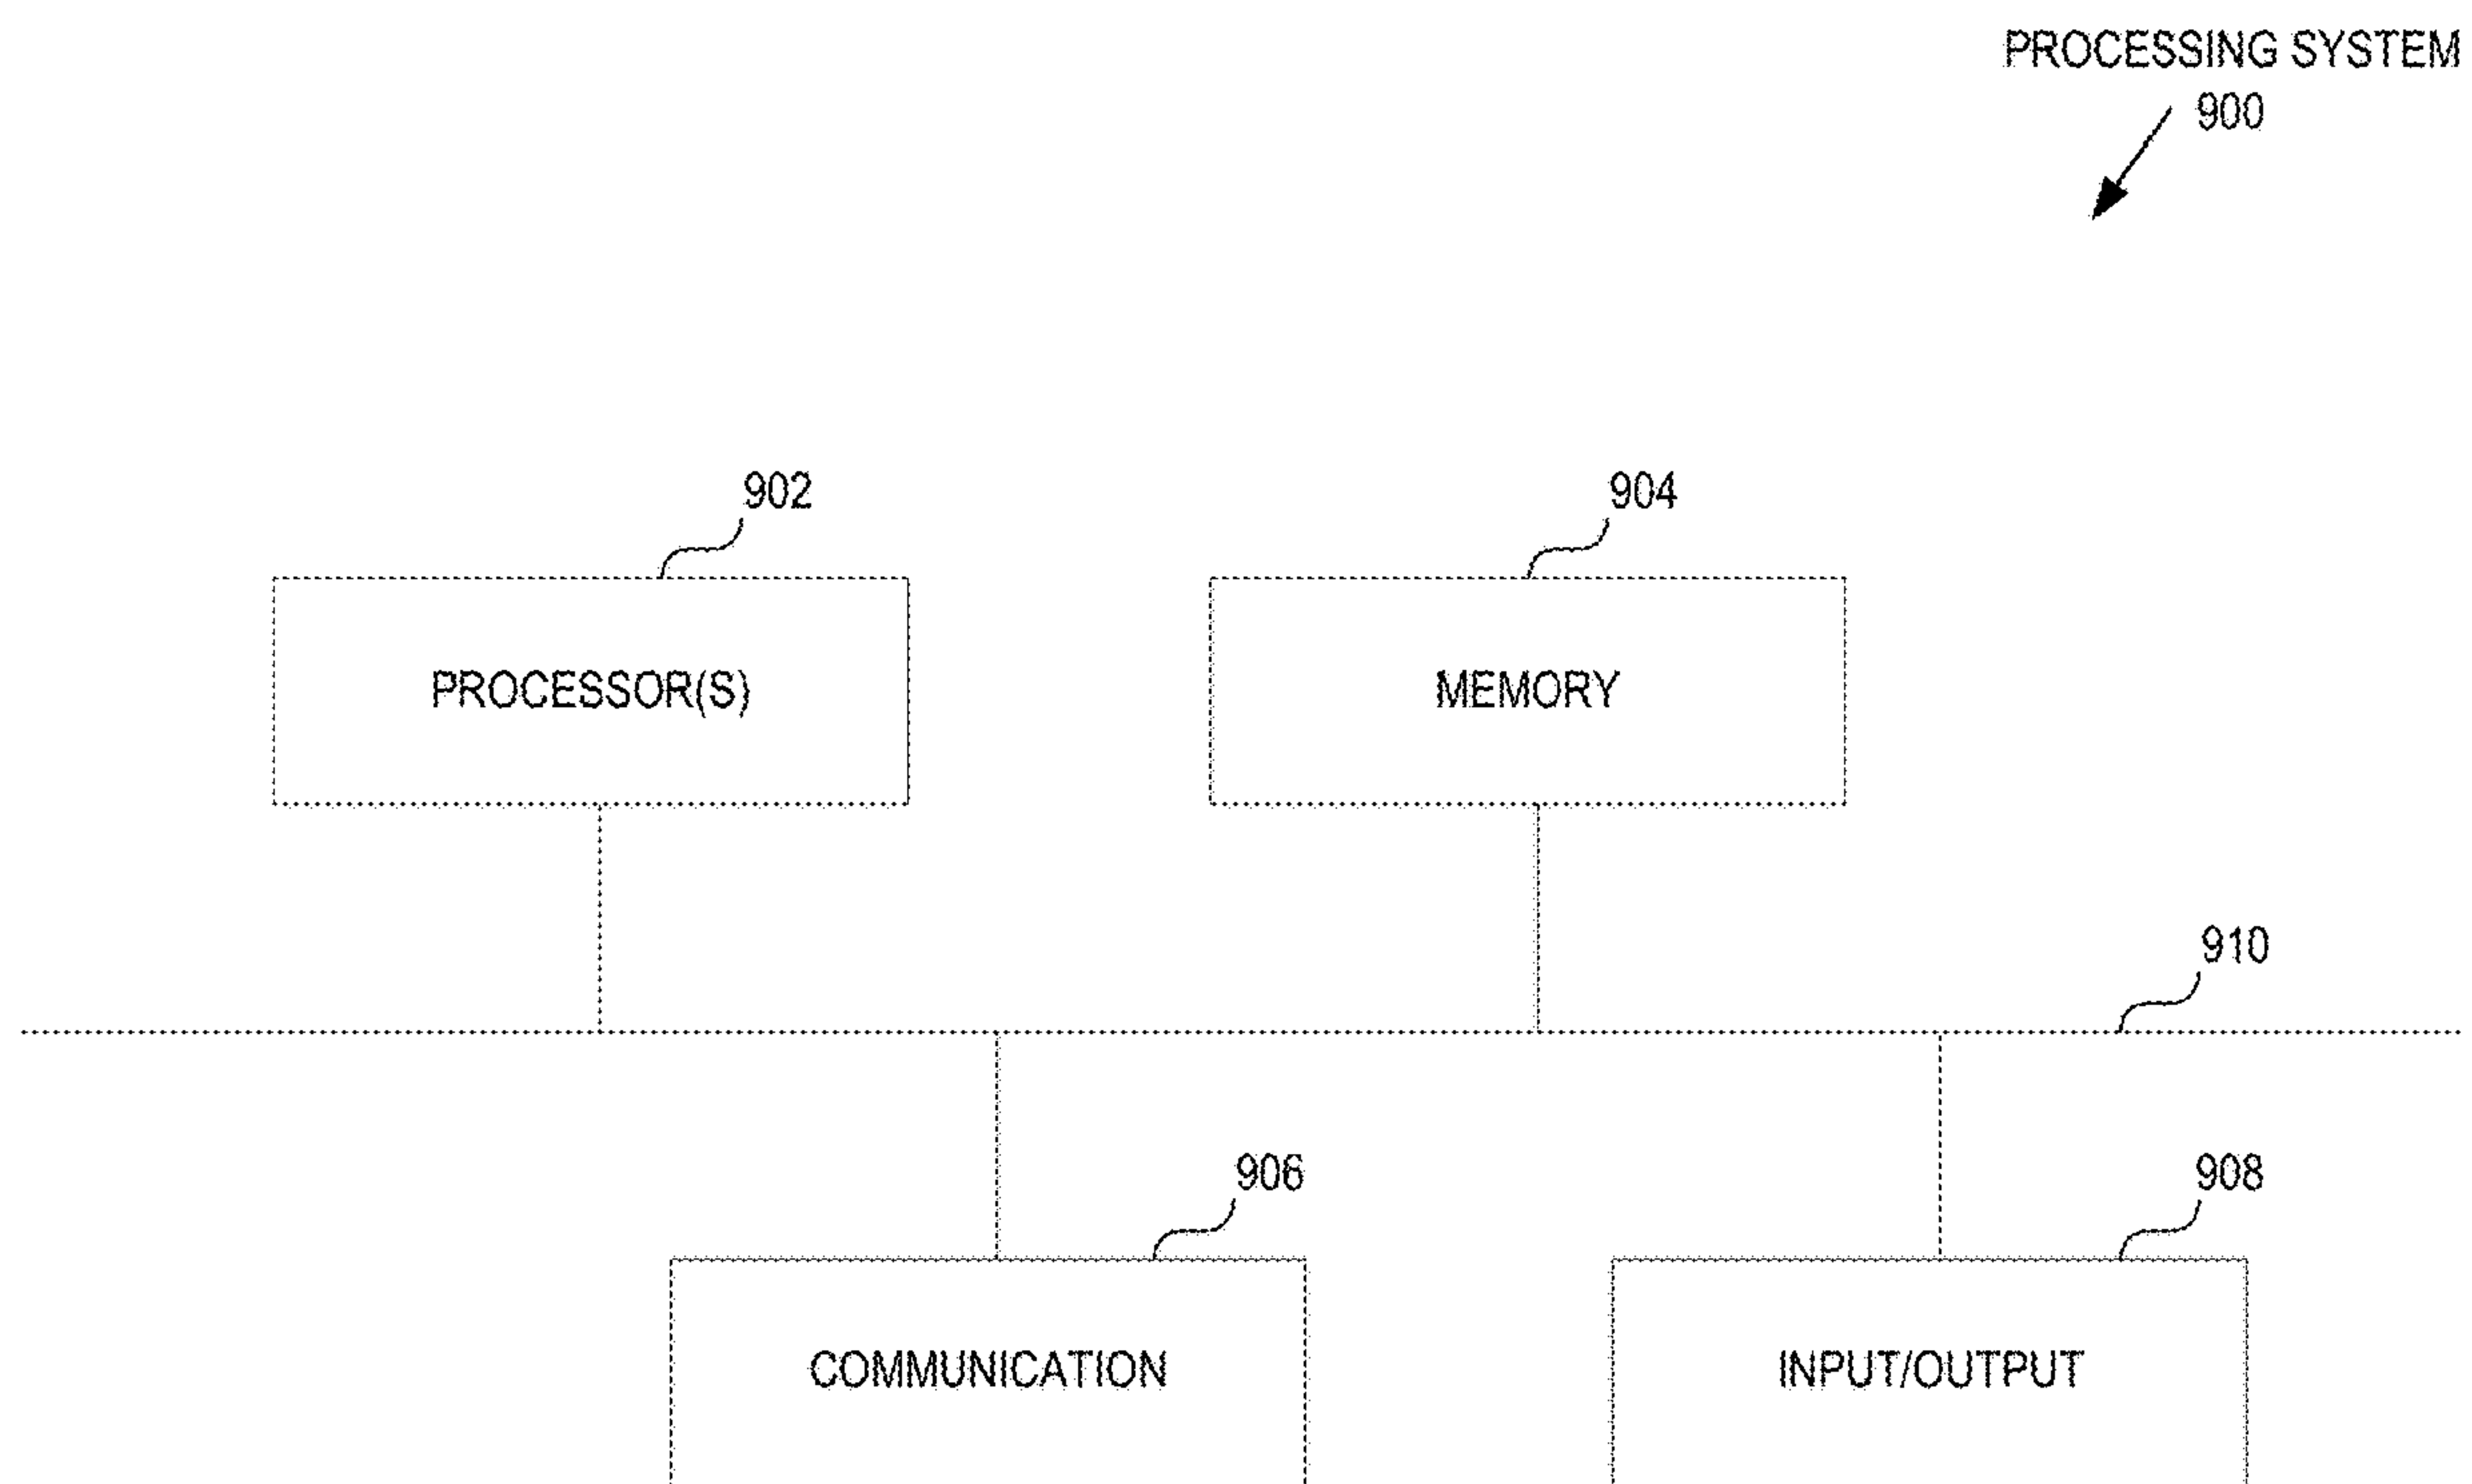 PROCESSING SYSTEM
900
902
904
PROCESSOR(S)
MEMORY
910
906
908
COMMUNICATION
INPUT/OUTPUT